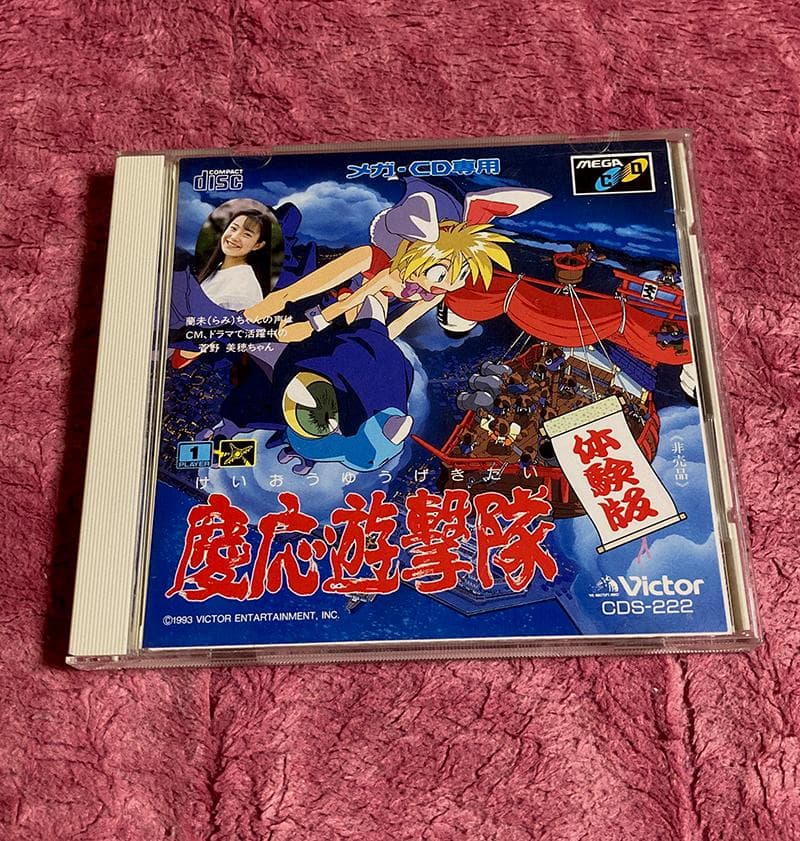 COMPACT
disc
メガ・CD専用
MEGA
CD
蘭未(らみ)ちゃんの声は
CM、ドラマで活躍中の
菅野 美穂ちゃん
1
PLAYER
けいおうゆうげきたい
慶応遊撃隊
体験版
《非売品》
©1993 VICTOR ENTARTAINMENT, INC.
Victor
CDS-222